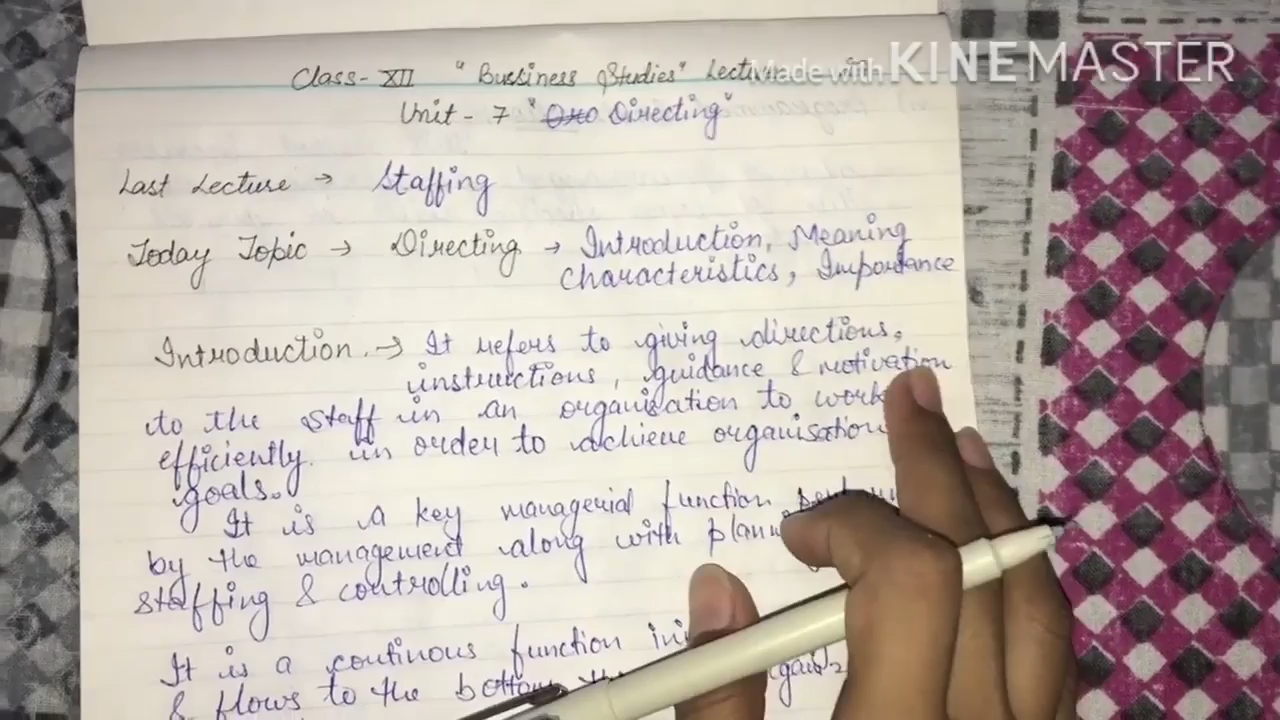 Class-XII "Bussiness Studies"
Made with KINEMASTER
Unit-7 "Directing"
Last Lecture → Staffing
Today Topic → Directing → Introduction, Meaning
characteristics, Importance
Introduction → It refers to giving directions,
instructions, guidance & motivation
to the staff in an organisation to work
efficiently. in order to achieve organisation
goals.
It is a key managerial function
by the management along with
staffing & controlling.
It is a continous function
& flows to the bottom